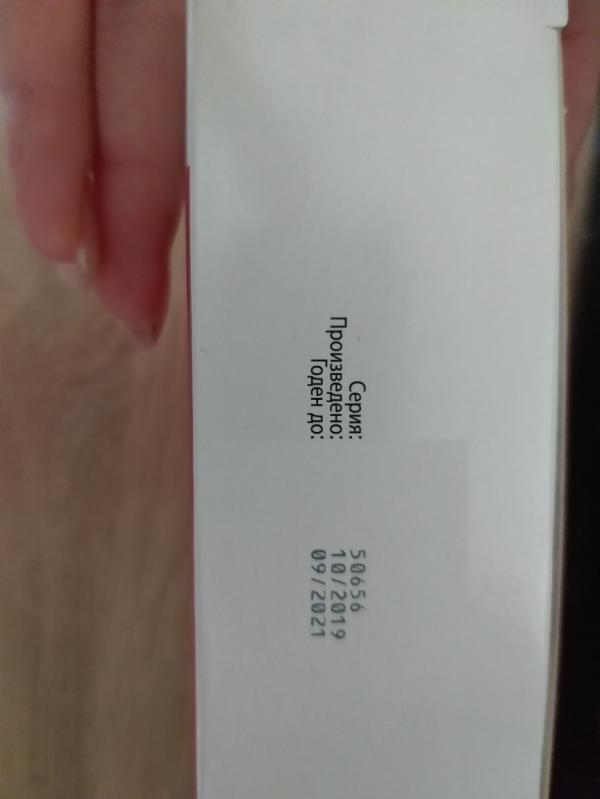 Серия: 50656
Произведено: 10/2019
Годен до: 09/2021